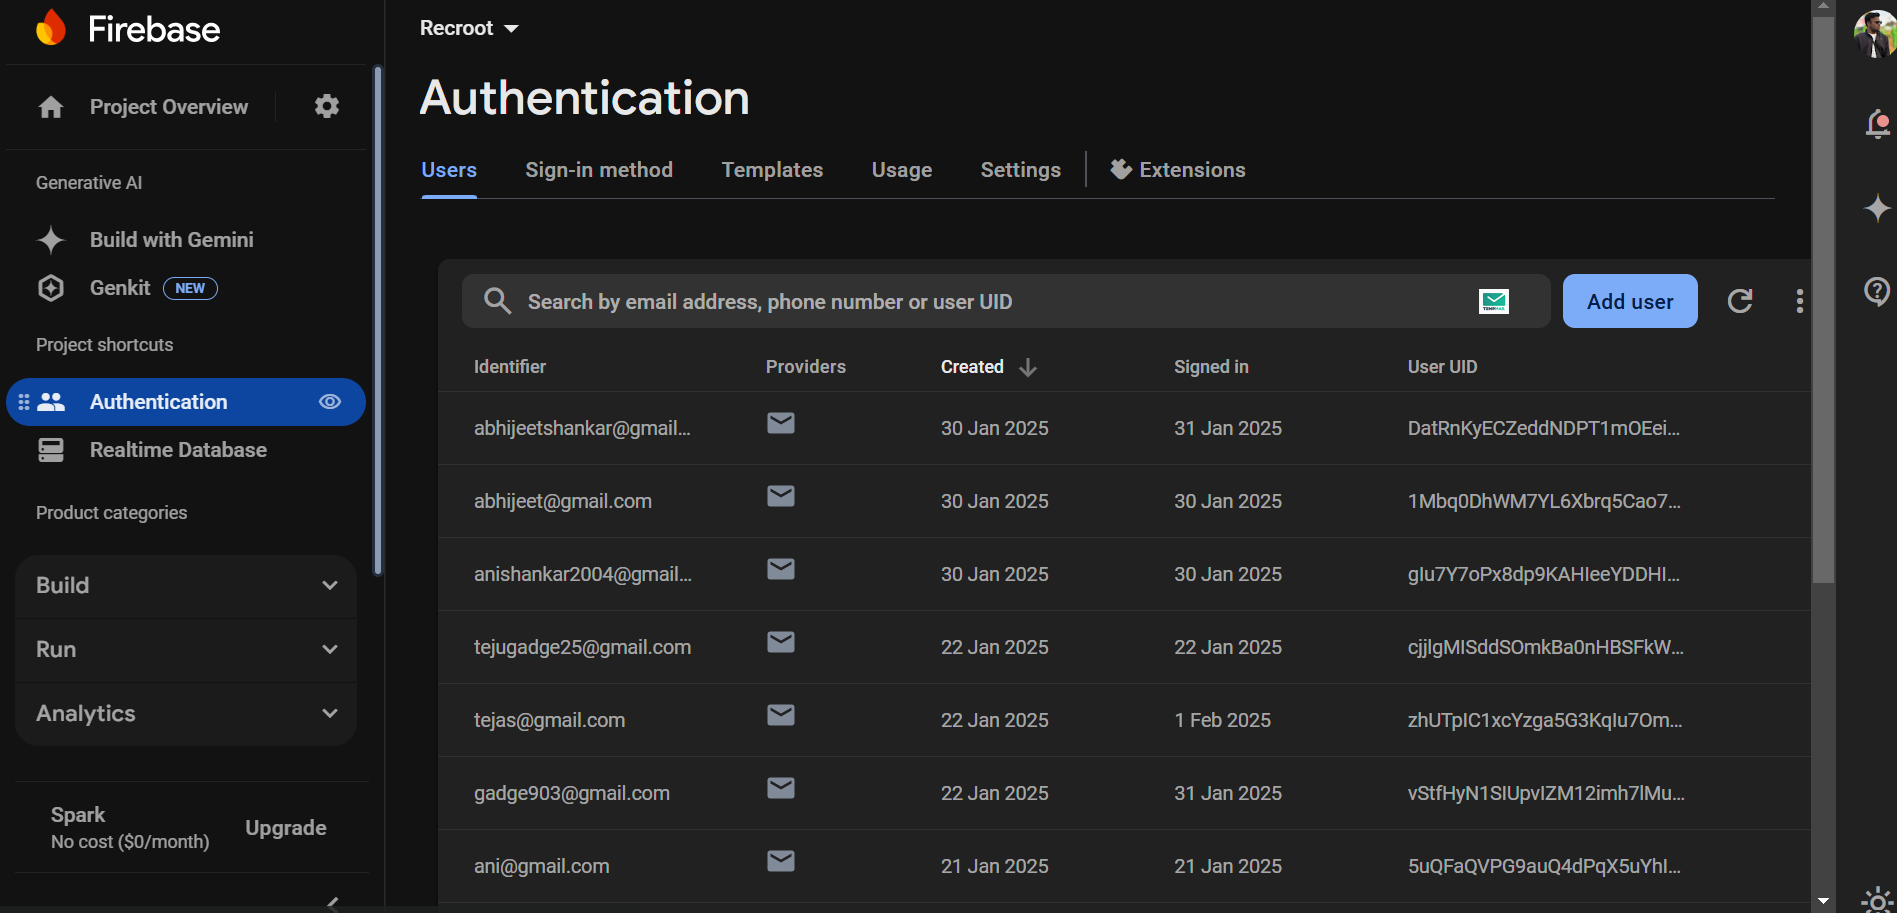 Firebase
Recroot
Project Overview
Authentication
Users Sign-in method Templates Usage Settings Extensions
Generative AI
Build with Gemini
Genkit NEW
Project shortcuts
Authentication
Realtime Database
Product categories
Build
Run
Analytics
Spark
No cost ($0/month)
Upgrade
Search by email address, phone number or user UID
Add user
Identifier Providers Created Signed in User UID
abhijeetshankar@gmail... 30 Jan 2025 31 Jan 2025 DatRnKyECZeddNDPT1mOEei...
abhijeet@gmail.com 30 Jan 2025 30 Jan 2025 1Mbq0DhWM7YL6Xbrq5Cao7...
anishankar2004@gmail... 30 Jan 2025 30 Jan 2025 glu7Y7oPx8dp9KAHIeeYDDHI...
tejugadge25@gmail.com 22 Jan 2025 22 Jan 2025 cjjlgMISddSOmkBa0nHBSFkW...
tejas@gmail.com 22 Jan 2025 1 Feb 2025 zhUTpIC1xcYzga5G3KqIu7Om...
gadge903@gmail.com 22 Jan 2025 31 Jan 2025 vStfHyN1SIUpvIZM12imh7lMu...
ani@gmail.com 21 Jan 2025 21 Jan 2025 5uQFaQVPG9auQ4dPqX5uYhI...